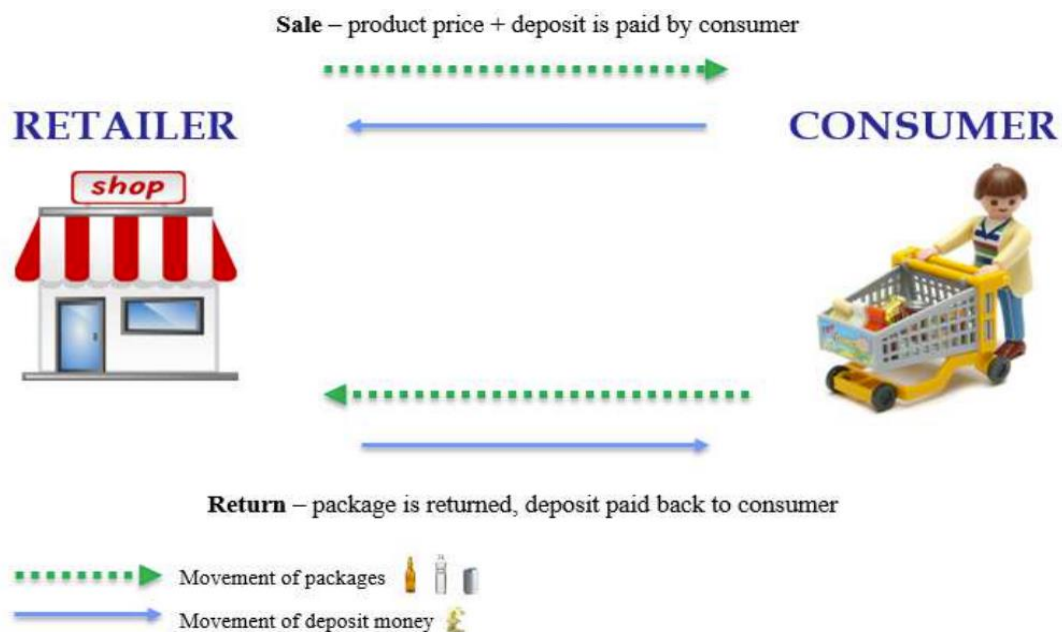 Sale – product price + deposit is paid by consumer
RETAILER
CONSUMER
shop
Return – package is returned, deposit paid back to consumer
Movement of packages
Movement of deposit money £